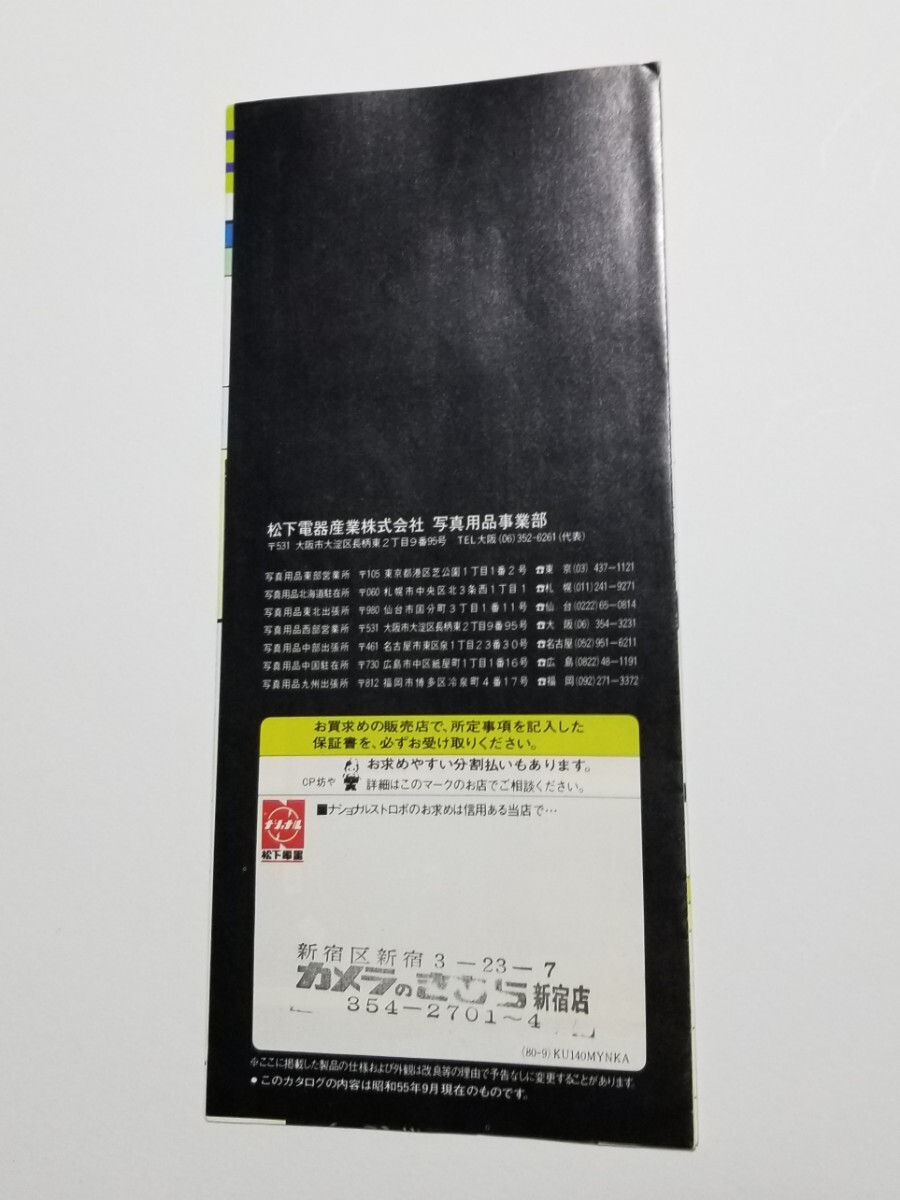 松下電器産業株式会社 写真用品事業部
〒531 大阪市大淀区長柄東2丁目9番95号 TEL大阪(06)352-6261(代表)
写真用品東部営業所 〒105 東京都港区芝公園1丁目1番2号 ☎東京(03)437-1121
写真用品北海道駐在所 〒060 札幌市中央区北3条西1丁目1 ☎札幌(011)241-9271
写真用品東北出張所 〒980 仙台市国分町3丁目1番11号 ☎仙台(0222)65-0814
写真用品西部営業所 〒531 大阪市大淀区長柄東2丁目9番95号 ☎大阪(06)354-3231
写真用品中部出張所 〒461 名古屋市東区泉1丁目23番30号 ☎名古屋(052)951-6211
写真用品中国駐在所 〒730 広島市中区紙屋町1丁目1番16号 ☎広島(0822)48-1191
写真用品九州出張所 〒812 福岡市博多区冷泉町4番17号 ☎福岡(092)271-3372
お買求めの販売店で、所定事項を記入した
保証書を、必ずお受け取りください。
お求めやすい分割払いもあります。
CP坊や 詳細はこのマークのお店でご相談ください。
ナショナル
松下電器
■ナショナルストロボのお求めは信用ある当店で…
新宿区新宿3-23-7
カメラのきむら新宿店
354-2701〜4
(80-9)KU140MYNKA
※ここに掲載した製品の仕様および外観は改良等の理由で予告なしに変更することがあります。
●このカタログの内容は昭和55年9月現在のものです。